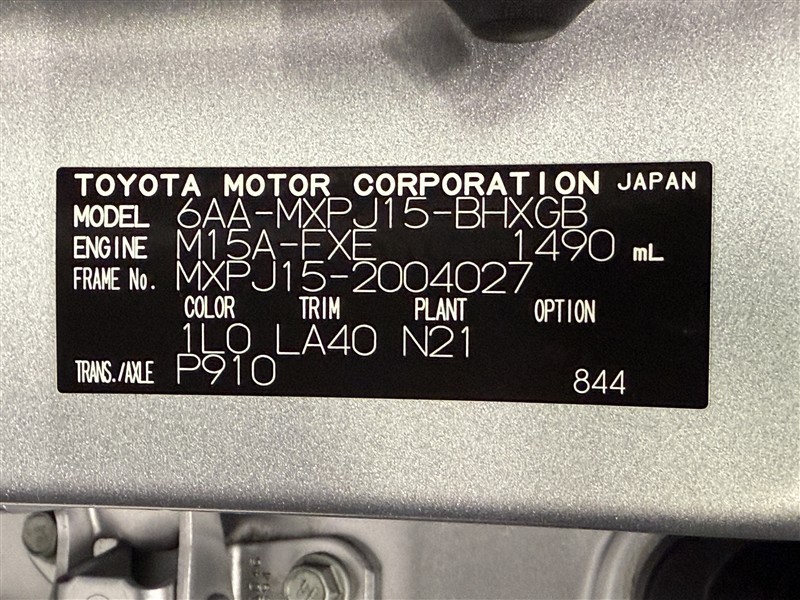 TOYOTA MOTOR CORPORATION JAPAN
MODEL 6AA-MXPJ15-BHXGB
ENGINE M15A-FXE 1490 mL
FRAME No. MXPJ15-2004027
COLOR TRIM PLANT OPTION
1L0 LA40 N21
TRANS./AXLE P910 844